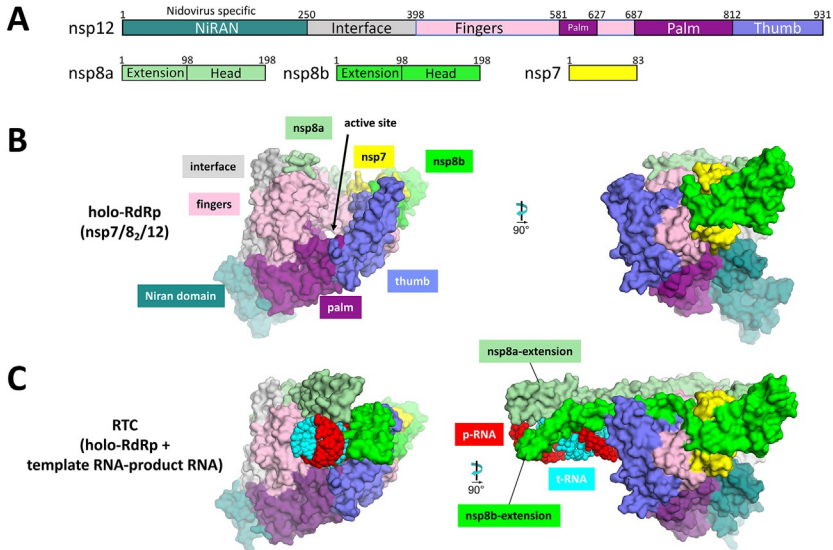 A
Nidovirus specific
1 250 398 581 627 687 812 931
nsp12 NiRAN Interface Fingers Palm Palm Thumb
1 98 198 1 98 198 1 83
nsp8a Extension Head nsp8b Extension Head nsp7
B
nsp8a
active site
nsp7
nsp8b
interface
fingers
holo-RdRp
(nsp7/8₂/12)
90°
Niran domain
thumb
palm
C
nsp8a-extension
RTC
(holo-RdRp +
template RNA-product RNA)
p-RNA
t-RNA
90°
nsp8b-extension